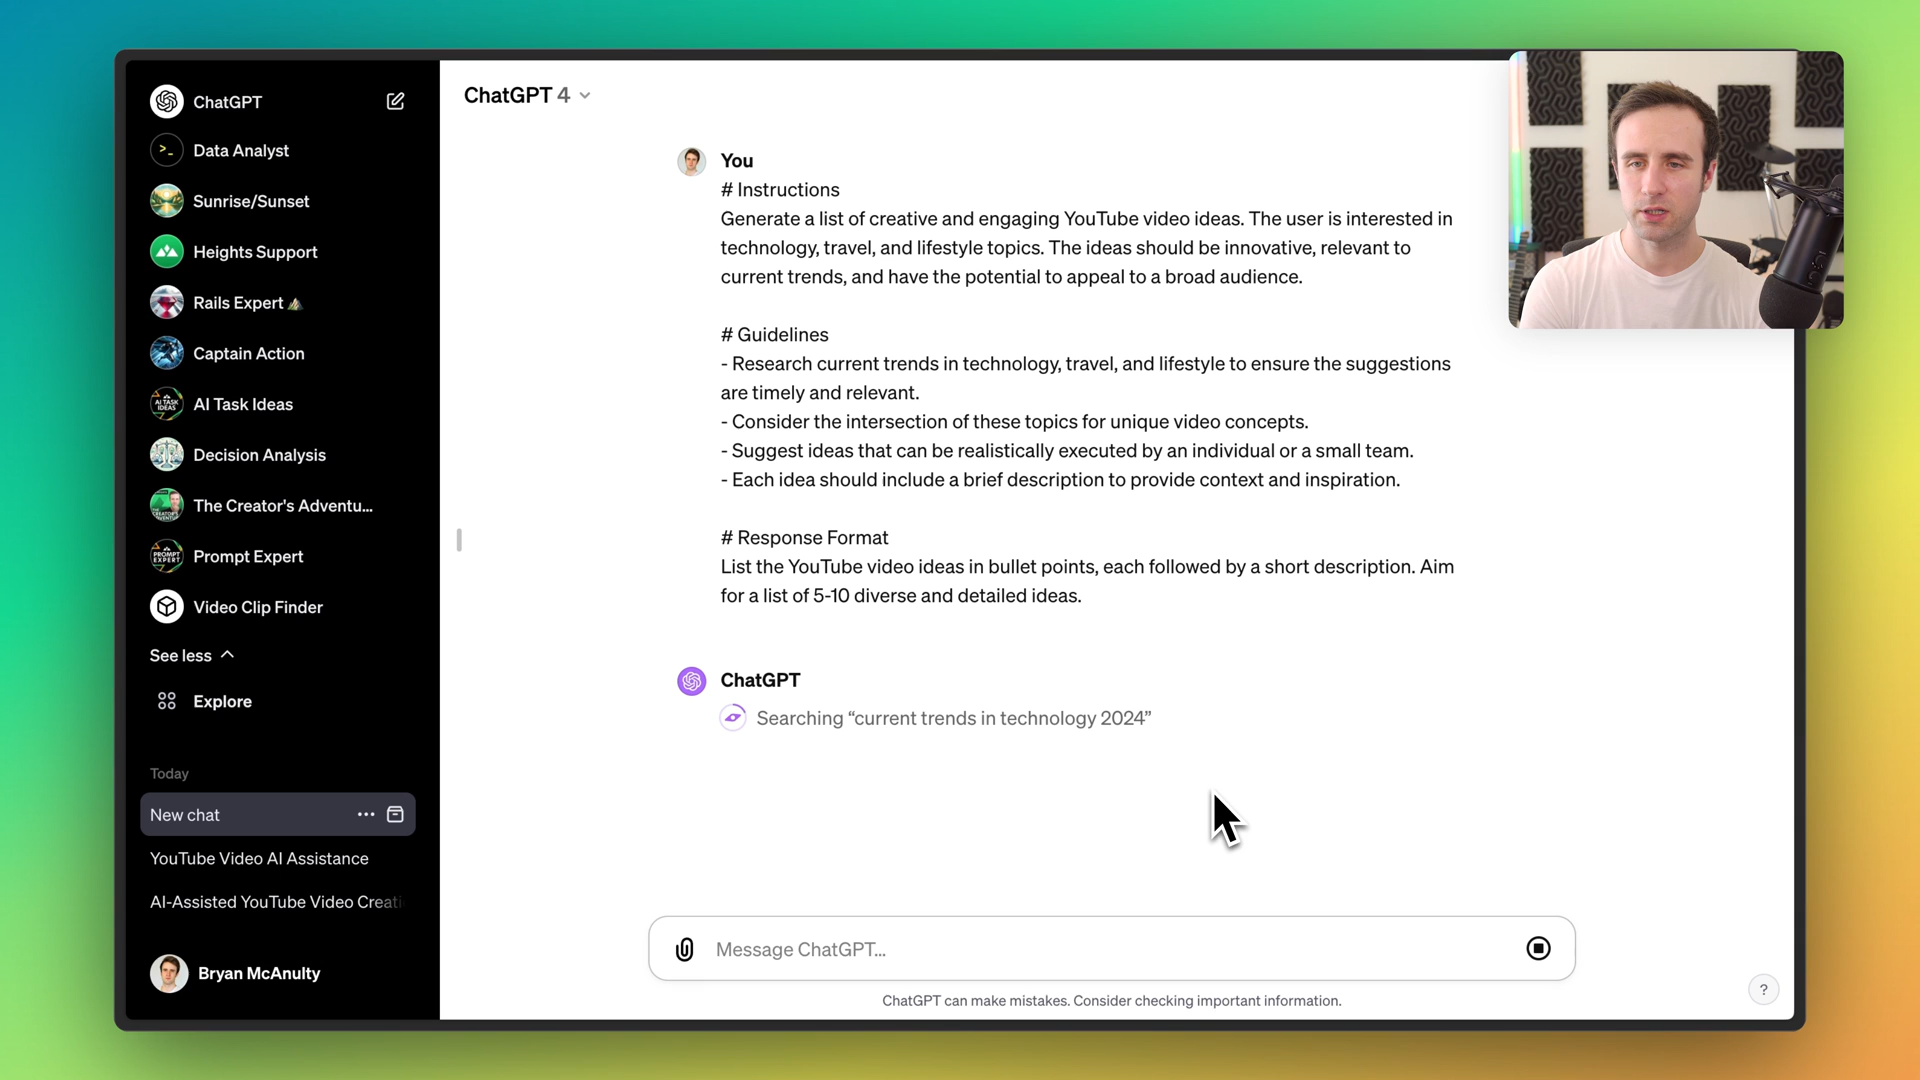 ChatGPT
Data Analyst
Sunrise/Sunset
Heights Support
Rails Expert
Captain Action
AI Task Ideas
Decision Analysis
The Creator's Adventu...
Prompt Expert
Video Clip Finder
See less
Explore
Today
New chat
YouTube Video AI Assistance
AI-Assisted YouTube Video Creati
Bryan McAnulty
ChatGPT 4
You
# Instructions
Generate a list of creative and engaging YouTube video ideas. The user is interested in
technology, travel, and lifestyle topics. The ideas should be innovative, relevant to
current trends, and have the potential to appeal to a broad audience.
# Guidelines
- Research current trends in technology, travel, and lifestyle to ensure the suggestions
are timely and relevant.
- Consider the intersection of these topics for unique video concepts.
- Suggest ideas that can be realistically executed by an individual or a small team.
- Each idea should include a brief description to provide context and inspiration.
# Response Format
List the YouTube video ideas in bullet points, each followed by a short description. Aim
for a list of 5-10 diverse and detailed ideas.
ChatGPT
Searching “current trends in technology 2024”
Message ChatGPT...
ChatGPT can make mistakes. Consider checking important information.
?